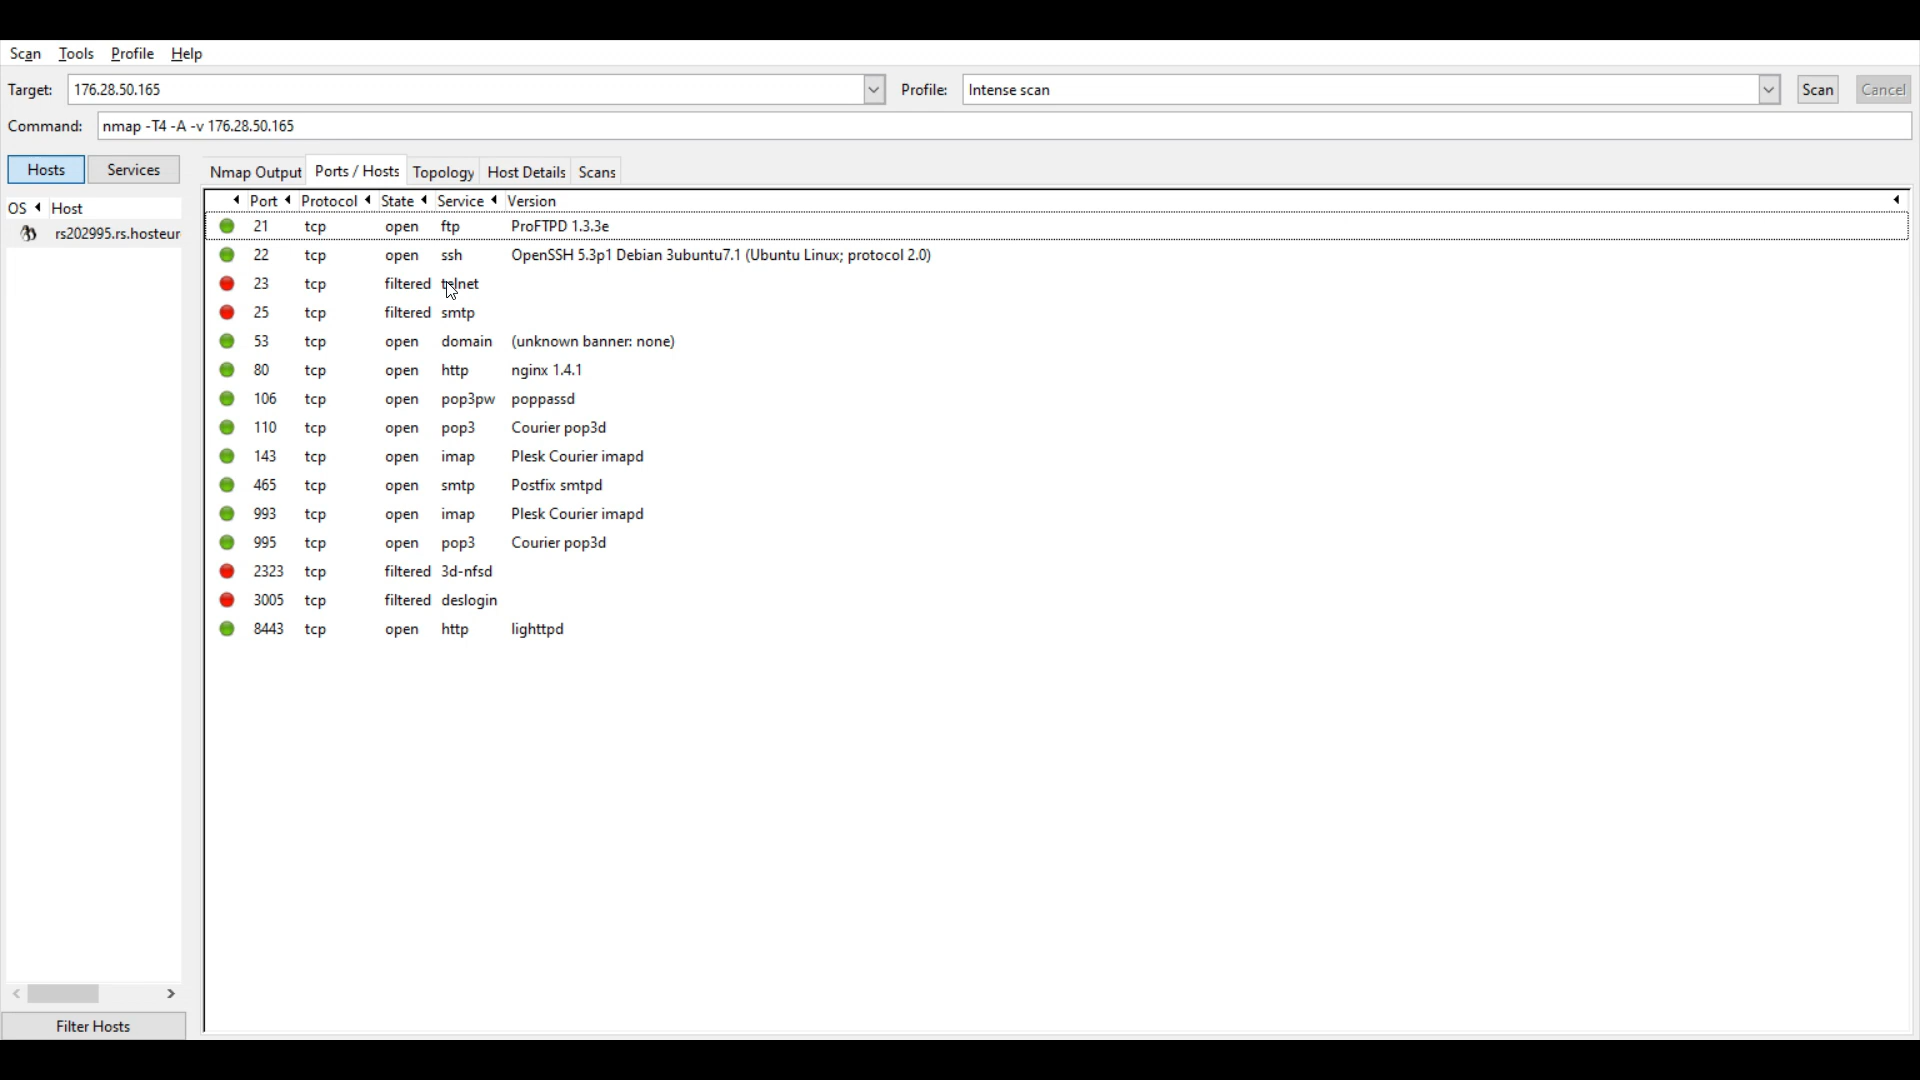 Scan Tools Profile Help
Target: 176.28.50.165 Profile: Intense scan Scan Cancel
Command: nmap -T4 -A -v 176.28.50.165
Hosts Services Nmap Output Ports / Hosts Topology Host Details Scans
OS Host Port Protocol State Service Version
rs202995.rs.hosteur
21 tcp open ftp ProFTPD 1.3.3e
22 tcp open ssh OpenSSH 5.3p1 Debian 3ubuntu7.1 (Ubuntu Linux; protocol 2.0)
23 tcp filtered telnet
25 tcp filtered smtp
53 tcp open domain (unknown banner: none)
80 tcp open http nginx 1.4.1
106 tcp open pop3pw poppassd
110 tcp open pop3 Courier pop3d
143 tcp open imap Plesk Courier imapd
465 tcp open smtp Postfix smtpd
993 tcp open imap Plesk Courier imapd
995 tcp open pop3 Courier pop3d
2323 tcp filtered 3d-nfsd
3005 tcp filtered deslogin
8443 tcp open http lighttpd
Filter Hosts